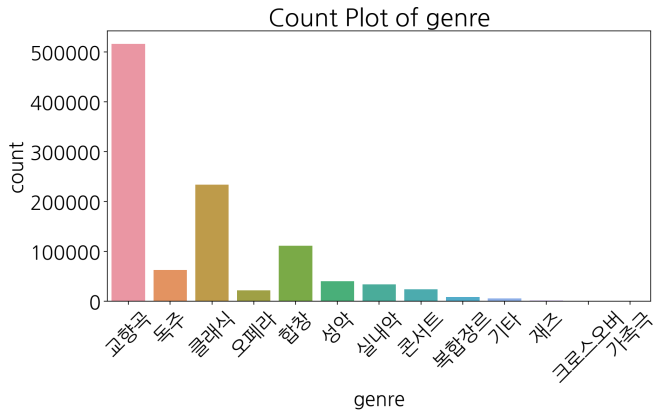 Count Plot of genre
count
500000
400000
300000
200000
100000
0
교향곡
독주
클래식
오페라
합창
성악
실내악
콘서트
복합장르
기타
재즈
크로스오버
가족극
genre